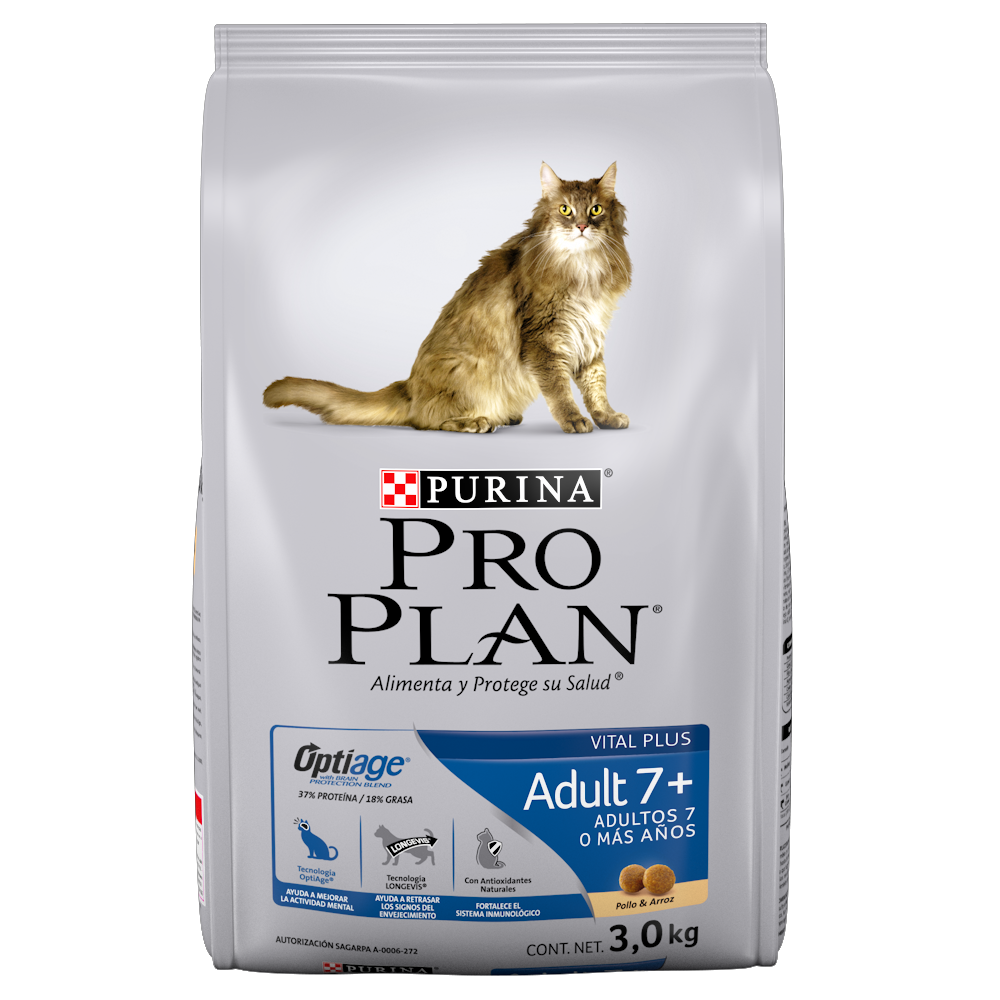 PURINA®
PRO
PLAN®
Alimenta y Protege su Salud®
VITAL PLUS
Optiage®
with BRAIN
PROTECTION BLEND
37% PROTEÍNA / 18% GRASA
Adult 7+
ADULTOS 7
O MÁS AÑOS
Tecnología
OptiAge®
AYUDA A MEJORAR
LA ACTIVIDAD MENTAL
LONGEVIS®
Tecnología
LONGEVIS®
AYUDA A RETRASAR
LOS SIGNOS DEL
ENVEJECIMIENTO
Con Antioxidantes
Naturales
FORTALECE EL
SISTEMA INMUNOLÓGICO
Pollo & Arroz
AUTORIZACIÓN SAGARPA A-0006-272
CONT. NET. 3,0 kg
PURINA